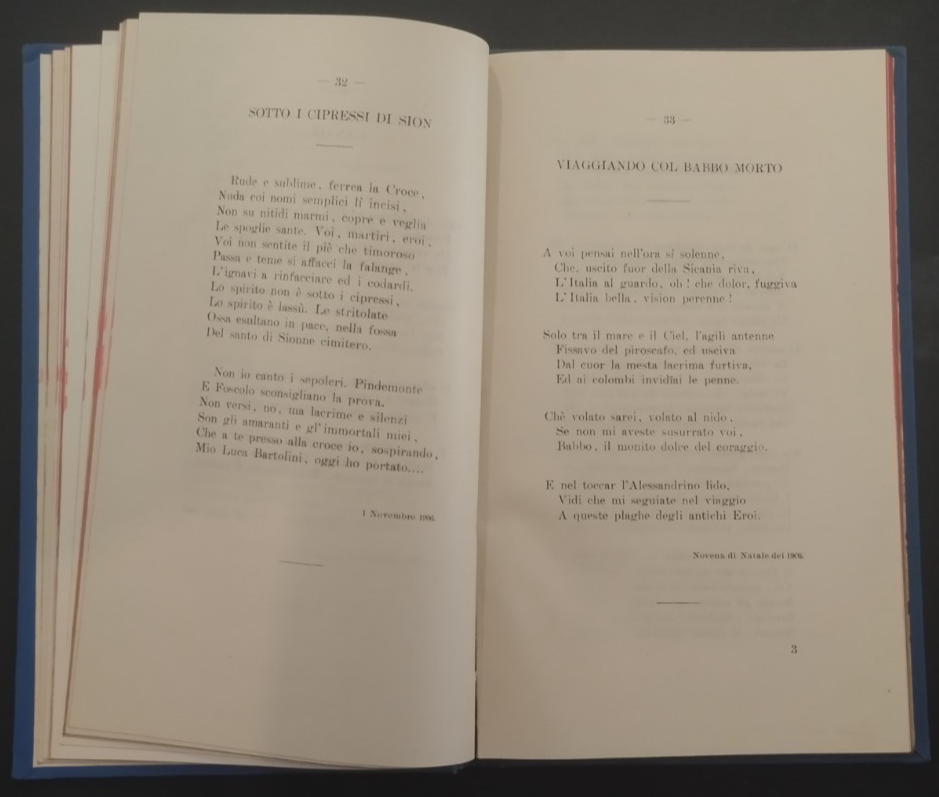 — 32 —
SOTTO I CIPRESSI DI SION
Rude e sublime, ferrea la Croce,
Nuda coi nomi semplici lì incisi,
Non su nitidi marmi, copre e veglia
Le spoglie sante. Voi, martiri, eroi,
Voi non sentite il piè che timoroso
Passa e teme si affacci la falange,
L'ignavi a rinfacciare ed i codardi.
Lo spirito non è sotto i cipressi,
Lo spirito è lassù. Le stritolate
Ossa esultano in pace, nella fossa
Del santo di Sionne cimitero.
Non io canto i sepolcri. Pindemonte
E Foscolo sconsigliano la prova.
Non versi, no, ma lacrime e silenzi
Son gli amaranti e gl'immortali miei,
Che a te presso alla croce io, sospirando,
Mio Luca Bartolini, oggi ho portato....
1 Novembre 1906.
— 33 —
VIAGGIANDO COL BABBO MORTO
A voi pensai nell'ora sì solenne,
Che, uscito fuor della Sicania riva,
L'Italia al guardo, oh! che dolor, fuggiva
L'Italia bella, vision perenne!
Solo tra il mare e il Ciel, l'agili antenne
Fissavo del piroscafo, ed usciva
Dal cuor la mesta lacrima furtiva,
Ed ai colombi invidiai le penne.
Chè volato sarei, volato al nido,
Se non mi aveste susurrato voi,
Babbo, il monito dolce del coraggio.
E nel toccar l'Alessandrino lido,
Vidi che mi seguiate nel viaggio
A queste plaghe degli antichi Eroi.
Novena di Natale del
3